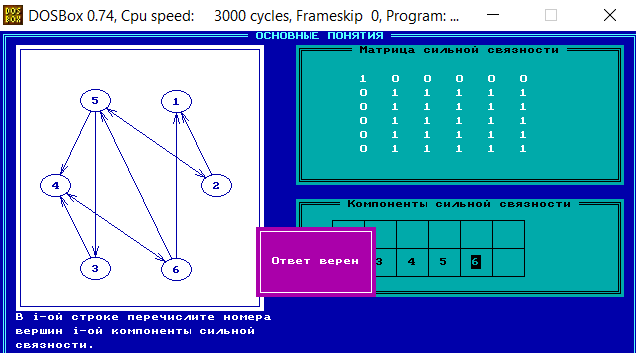 DOSBox 0.74, Cpu speed: 3000 cycles, Frameskip 0, Program: ...
ОСНОВНЫЕ ПОНЯТИЯ
Матрица сильной связности
1 0 0 0 0 0
0 1 1 1 1 1
0 1 1 1 1 1
0 1 1 1 1 1
0 1 1 1 1 1
0 1 1 1 1 1
5
1
4
2
3
6
Компоненты сильной связности
3 4 5 6
Ответ верен
В i-ой строке перечислите номера
вершин i-ой компоненты сильной
связности.